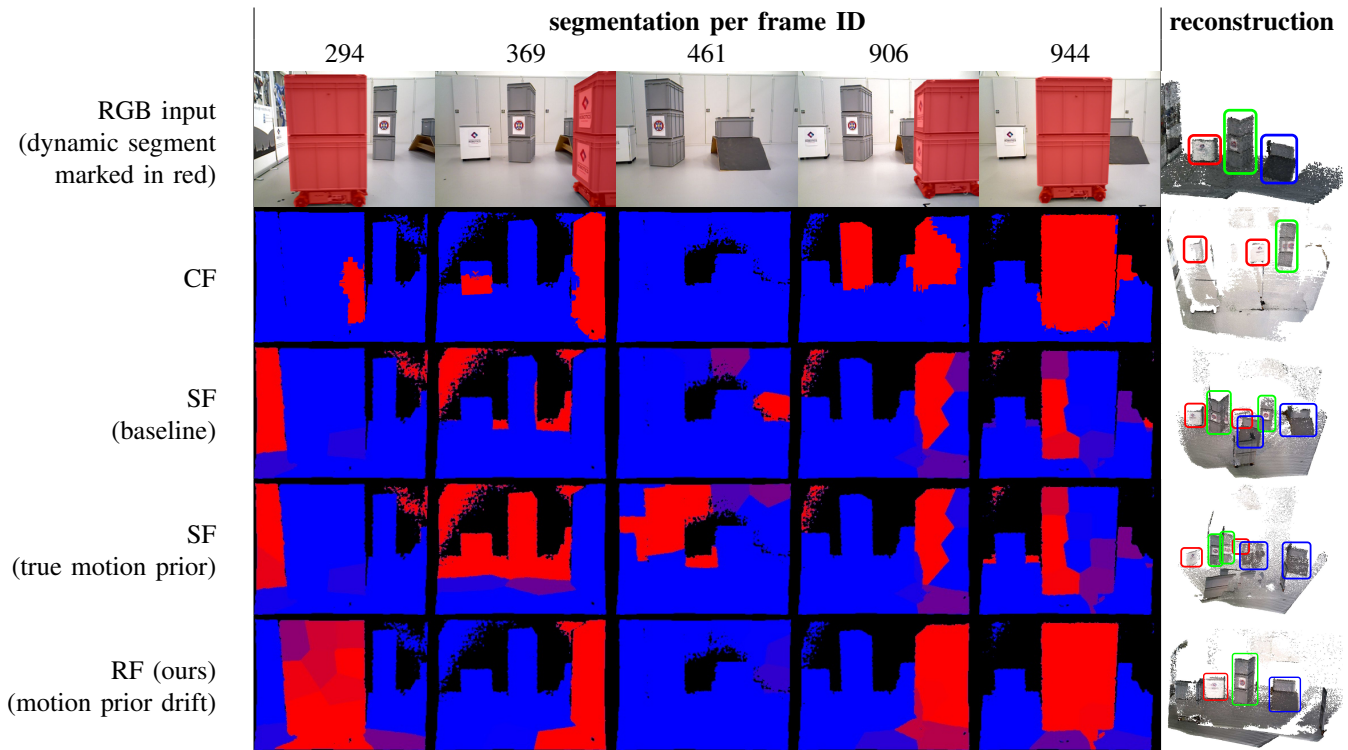 segmentation per frame ID
reconstruction
294 369 461 906 944
RGB input
(dynamic segment
marked in red)
CF
SF
(baseline)
SF
(true motion prior)
RF (ours)
(motion prior drift)